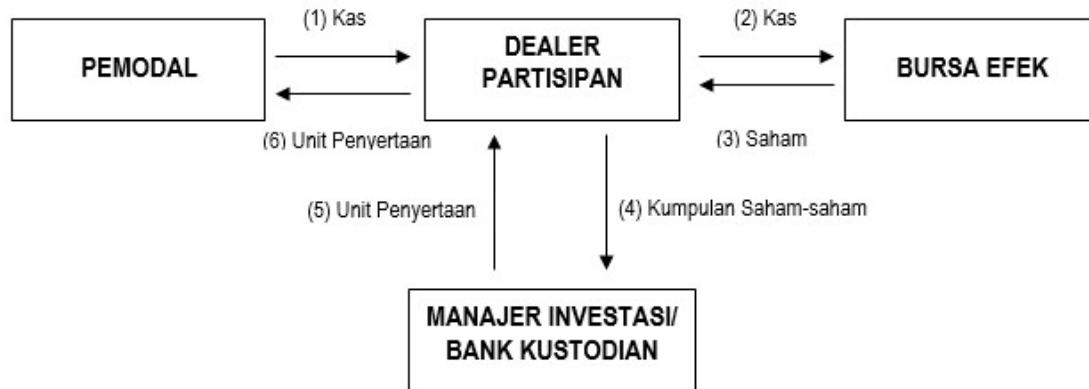 (1) Kas
(2) Kas
PEMODAL
DEALER
PARTISIPAN
BURSA EFEK
(6) Unit Penyertaan
(3) Saham
(5) Unit Penyertaan
(4) Kumpulan Saham-saham
MANAJER INVESTASI/
BANK KUSTODIAN